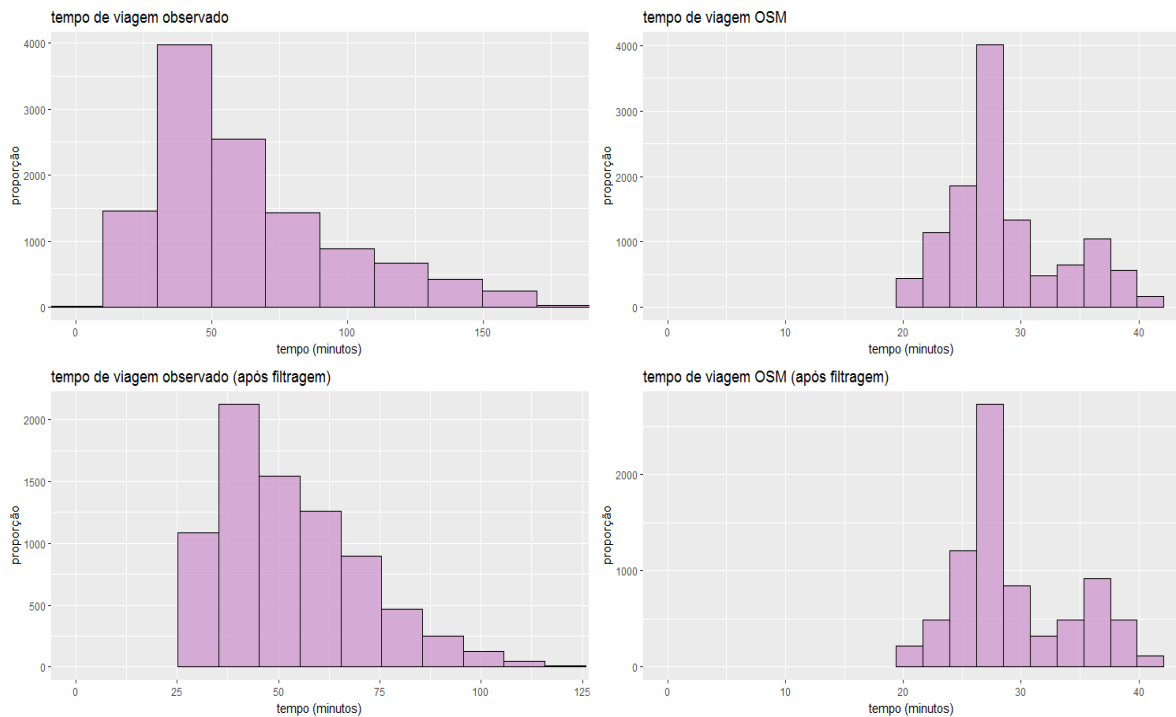 tempo de viagem observado
4000
3000
2000
1000
0
proporção
0 50 100 150
tempo (minutos)
tempo de viagem OSM
4000
3000
2000
1000
0
proporção
0 10 20 30 40
tempo (minutos)
tempo de viagem observado (após filtragem)
2000
1500
1000
500
0
proporção
0 25 50 75 100 125
tempo (minutos)
tempo de viagem OSM (após filtragem)
2000
1000
0
proporção
0 10 20 30 40
tempo (minutos)